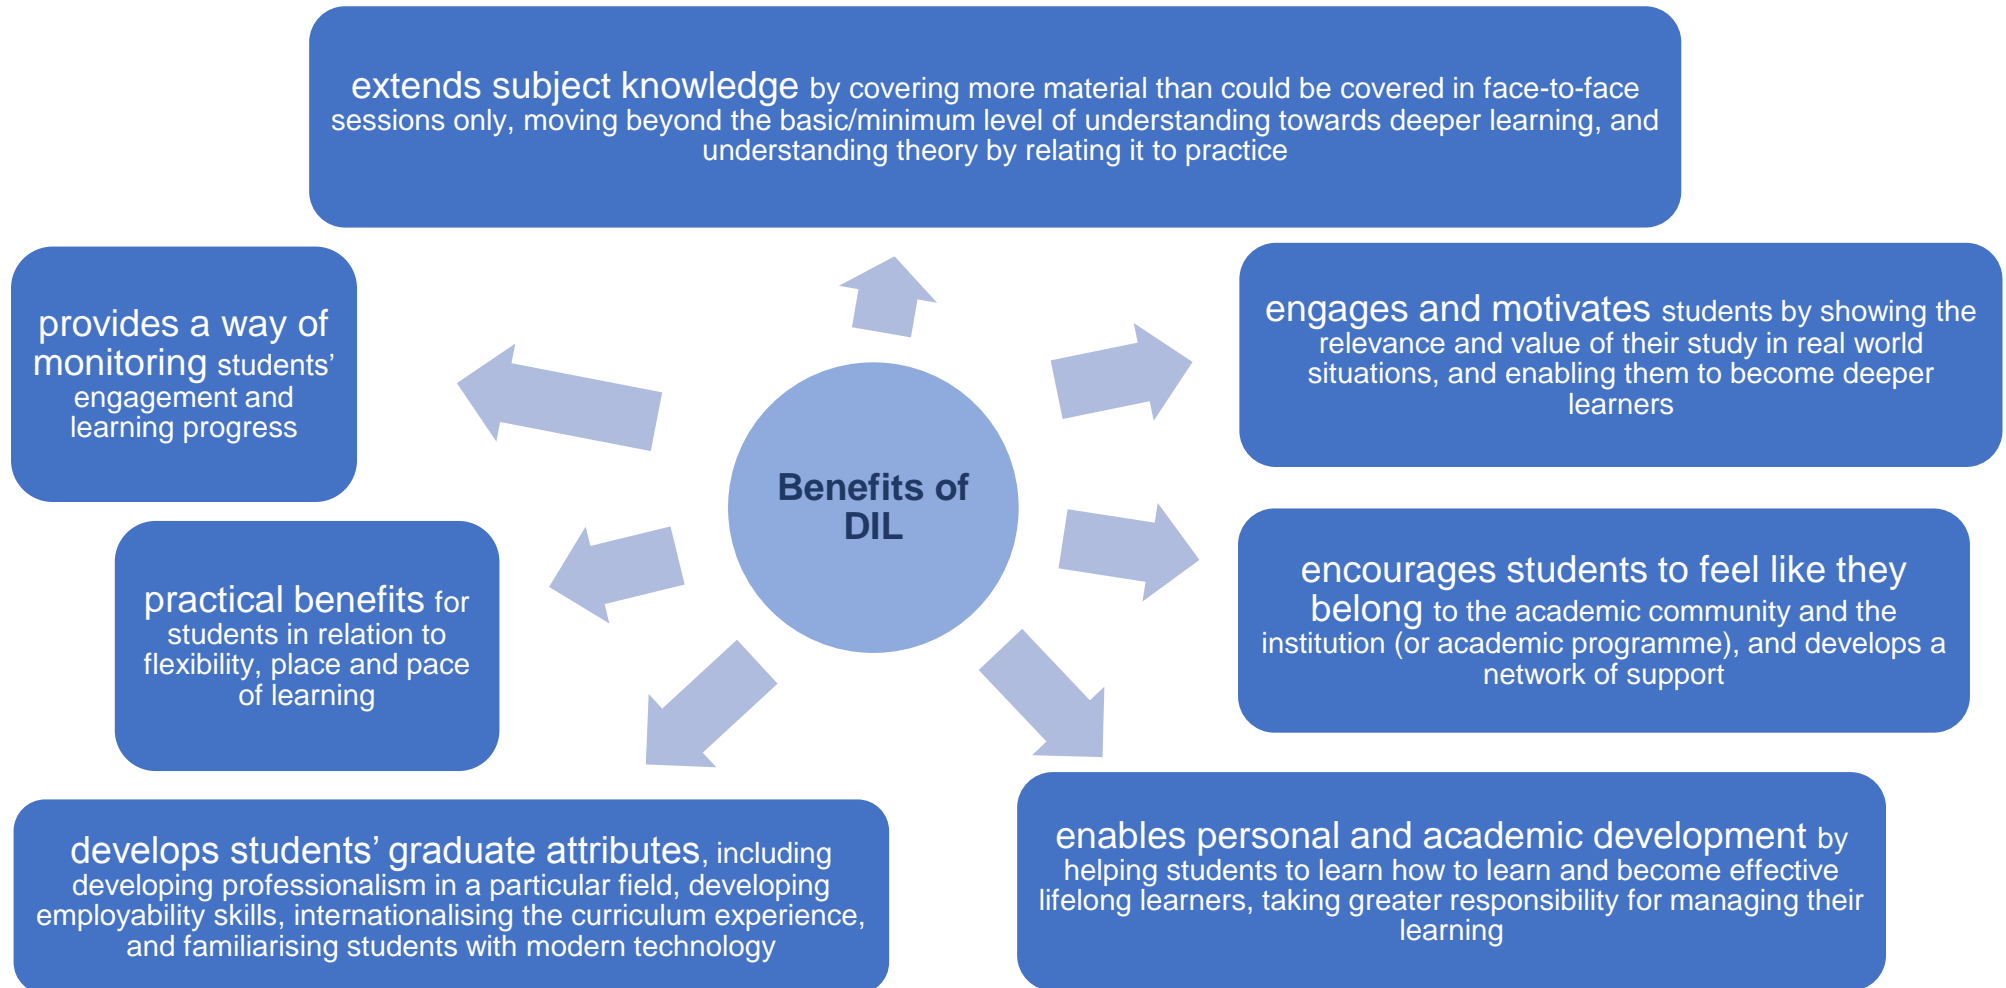 extends subject knowledge by covering more material than could be covered in face-to-face
sessions only, moving beyond the basic/minimum level of understanding towards deeper learning, and
understanding theory by relating it to practice
provides a way of
monitoring students’
engagement and
learning progress
engages and motivates students by showing the
relevance and value of their study in real world
situations, and enabling them to become deeper
learners
Benefits of
DIL
practical benefits for
students in relation to
flexibility, place and pace
of learning
encourages students to feel like they
belong to the academic community and the
institution (or academic programme), and develops a
network of support
develops students’ graduate attributes, including
developing professionalism in a particular field, developing
employability skills, internationalising the curriculum experience,
and familiarising students with modern technology
enables personal and academic development by
helping students to learn how to learn and become effective
lifelong learners, taking greater responsibility for managing their
learning